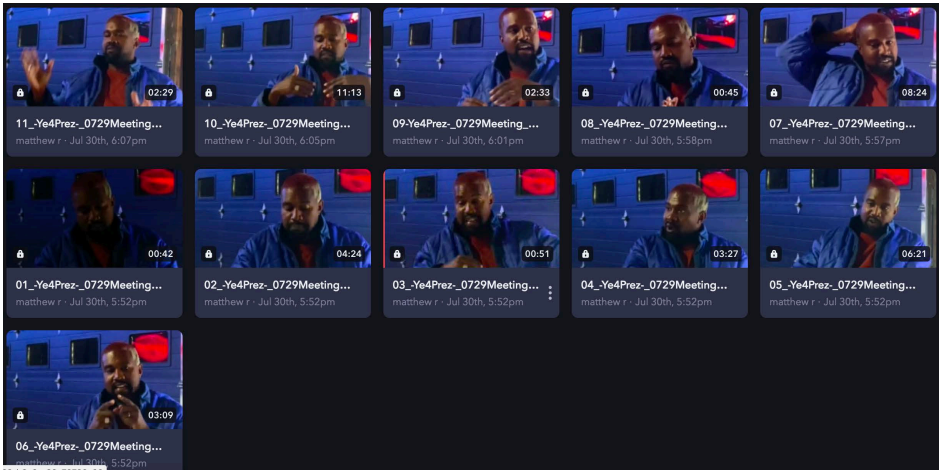 02:29
11_-Ye4Prez-_0729Meeting...
matthew r · Jul 30th, 6:07pm
11:13
10_-Ye4Prez-_0729Meeting...
matthew r · Jul 30th, 6:05pm
02:33
09-Ye4Prez-_0729Meeting_...
matthew r · Jul 30th, 6:01pm
00:45
08_-Ye4Prez-_0729Meeting...
matthew r · Jul 30th, 5:58pm
08:24
07_-Ye4Prez-_0729Meeting...
matthew r · Jul 30th, 5:57pm
00:42
01_-Ye4Prez-_0729Meeting...
matthew r · Jul 30th, 5:52pm
04:24
02_-Ye4Prez-_0729Meeting...
matthew r · Jul 30th, 5:52pm
00:51
03_-Ye4Prez-_0729Meeting...
matthew r · Jul 30th, 5:52pm
03:27
04_-Ye4Prez-_0729Meeting...
matthew r · Jul 30th, 5:52pm
06:21
05_-Ye4Prez-_0729Meeting...
matthew r · Jul 30th, 5:52pm
03:09
06_-Ye4Prez-_0729Meeting...
matthew r · Jul 30th, 5:52pm